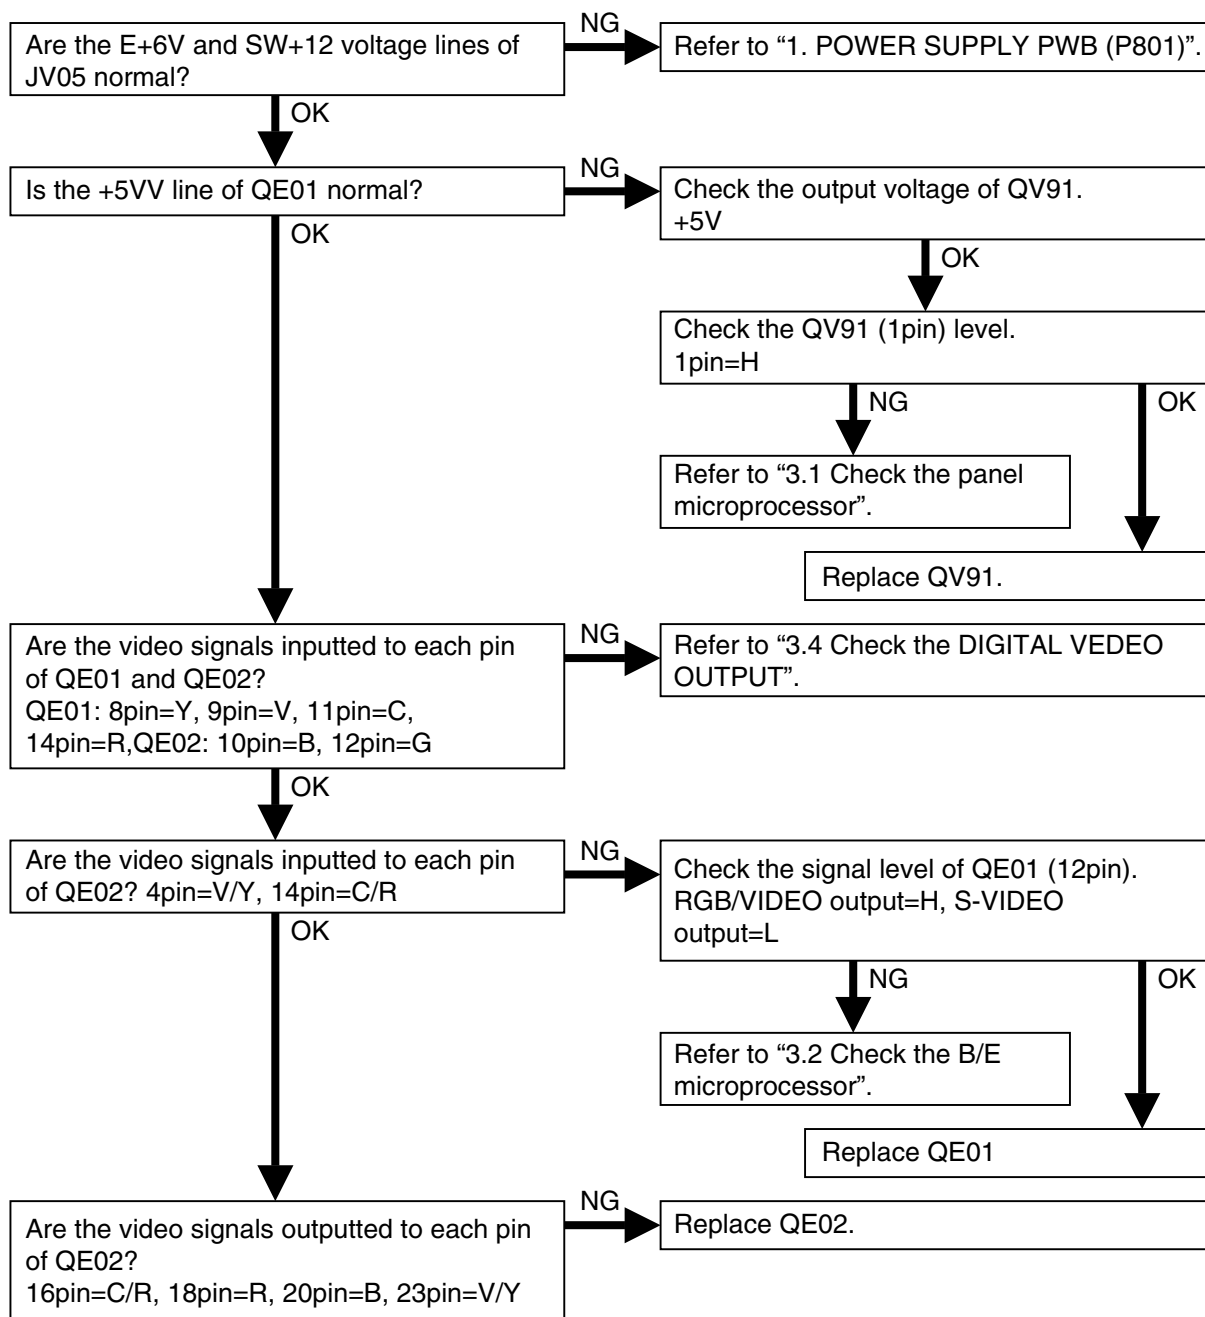 Are the E+6V and SW+12 voltage lines of
JV05 normal?
NG
Refer to “1. POWER SUPPLY PWB (P801)”.
OK
Is the +5VV line of QE01 normal?
NG
Check the output voltage of QV91.
+5V
OK
OK
Check the QV91 (1pin) level.
1pin=H
NG
OK
Refer to “3.1 Check the panel
microprocessor”.
Replace QV91.
Are the video signals inputted to each pin
of QE01 and QE02?
QE01: 8pin=Y, 9pin=V, 11pin=C,
14pin=R,QE02: 10pin=B, 12pin=G
NG
Refer to “3.4 Check the DIGITAL VEDEO
OUTPUT”.
OK
Are the video signals inputted to each pin
of QE02? 4pin=V/Y, 14pin=C/R
NG
Check the signal level of QE01 (12pin).
RGB/VIDEO output=H, S-VIDEO
output=L
OK
NG
OK
Refer to “3.2 Check the B/E
microprocessor”.
Replace QE01
Are the video signals outputted to each pin
of QE02?
16pin=C/R, 18pin=R, 20pin=B, 23pin=V/Y
NG
Replace QE02.